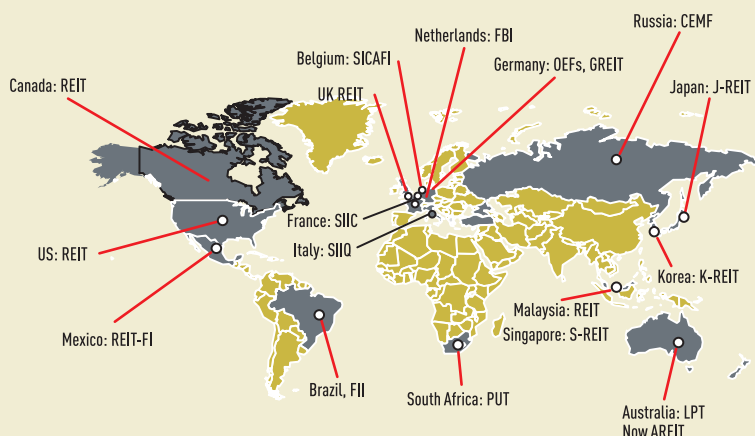 Russia: CEMF
Netherlands: FBI
Belgium: SICAFI
Germany: OEFs, GREIT
Canada: REIT
Japan: J-REIT
UK REIT
France: SIIC
Italy: SIIQ
US: REIT
Korea: K-REIT
Malaysia: REIT
Singapore: S-REIT
Mexico: REIT-FI
Brazil, FII
South Africa: PUT
Australia: LPT
Now AREIT